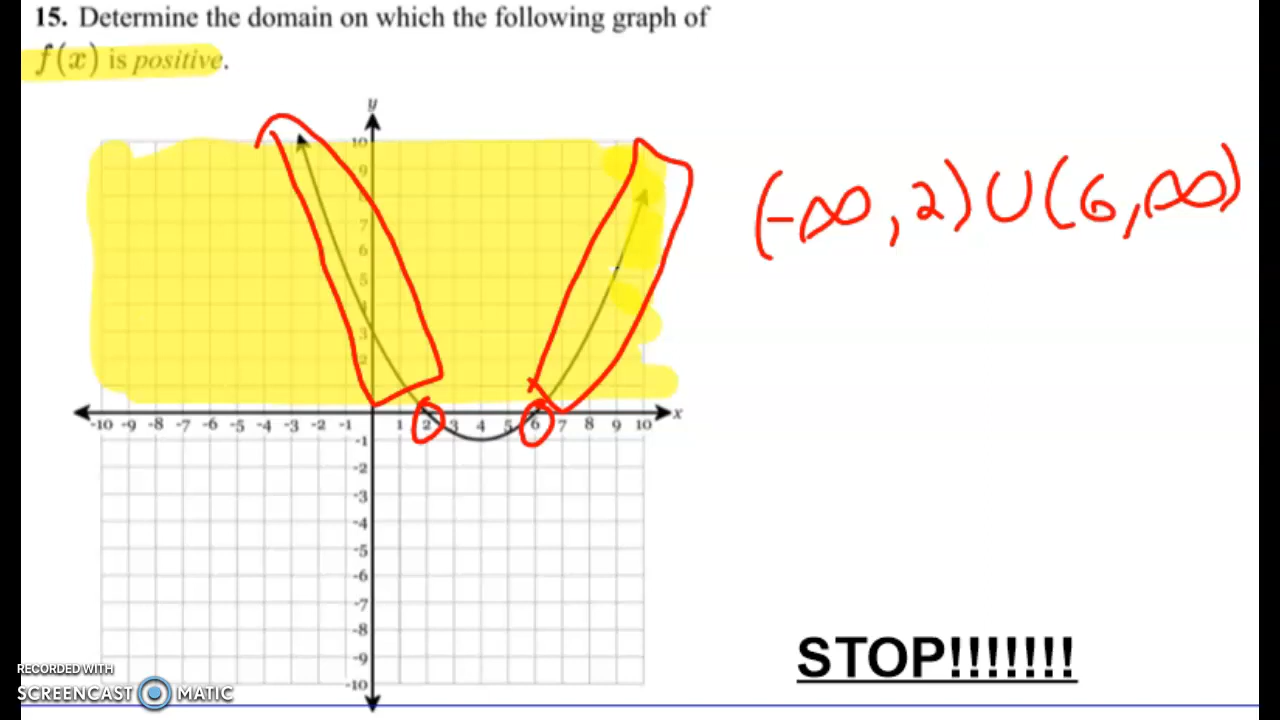 15. Determine the domain on which the following graph of
f(x) is positive.
y
10
9
8
7
6
5
4
3
2
(-∞, 2) ∪ (6, ∞)
-10 -9 -8 -7 -6 -5 -4 -3 -2 -1 1 2 3 4 5 6 7 8 9 10 x
-1
-2
-3
-4
-5
-6
-7
-8
-9
-10
STOP!!!!!!!
RECORDED WITH
SCREENCAST MATIC